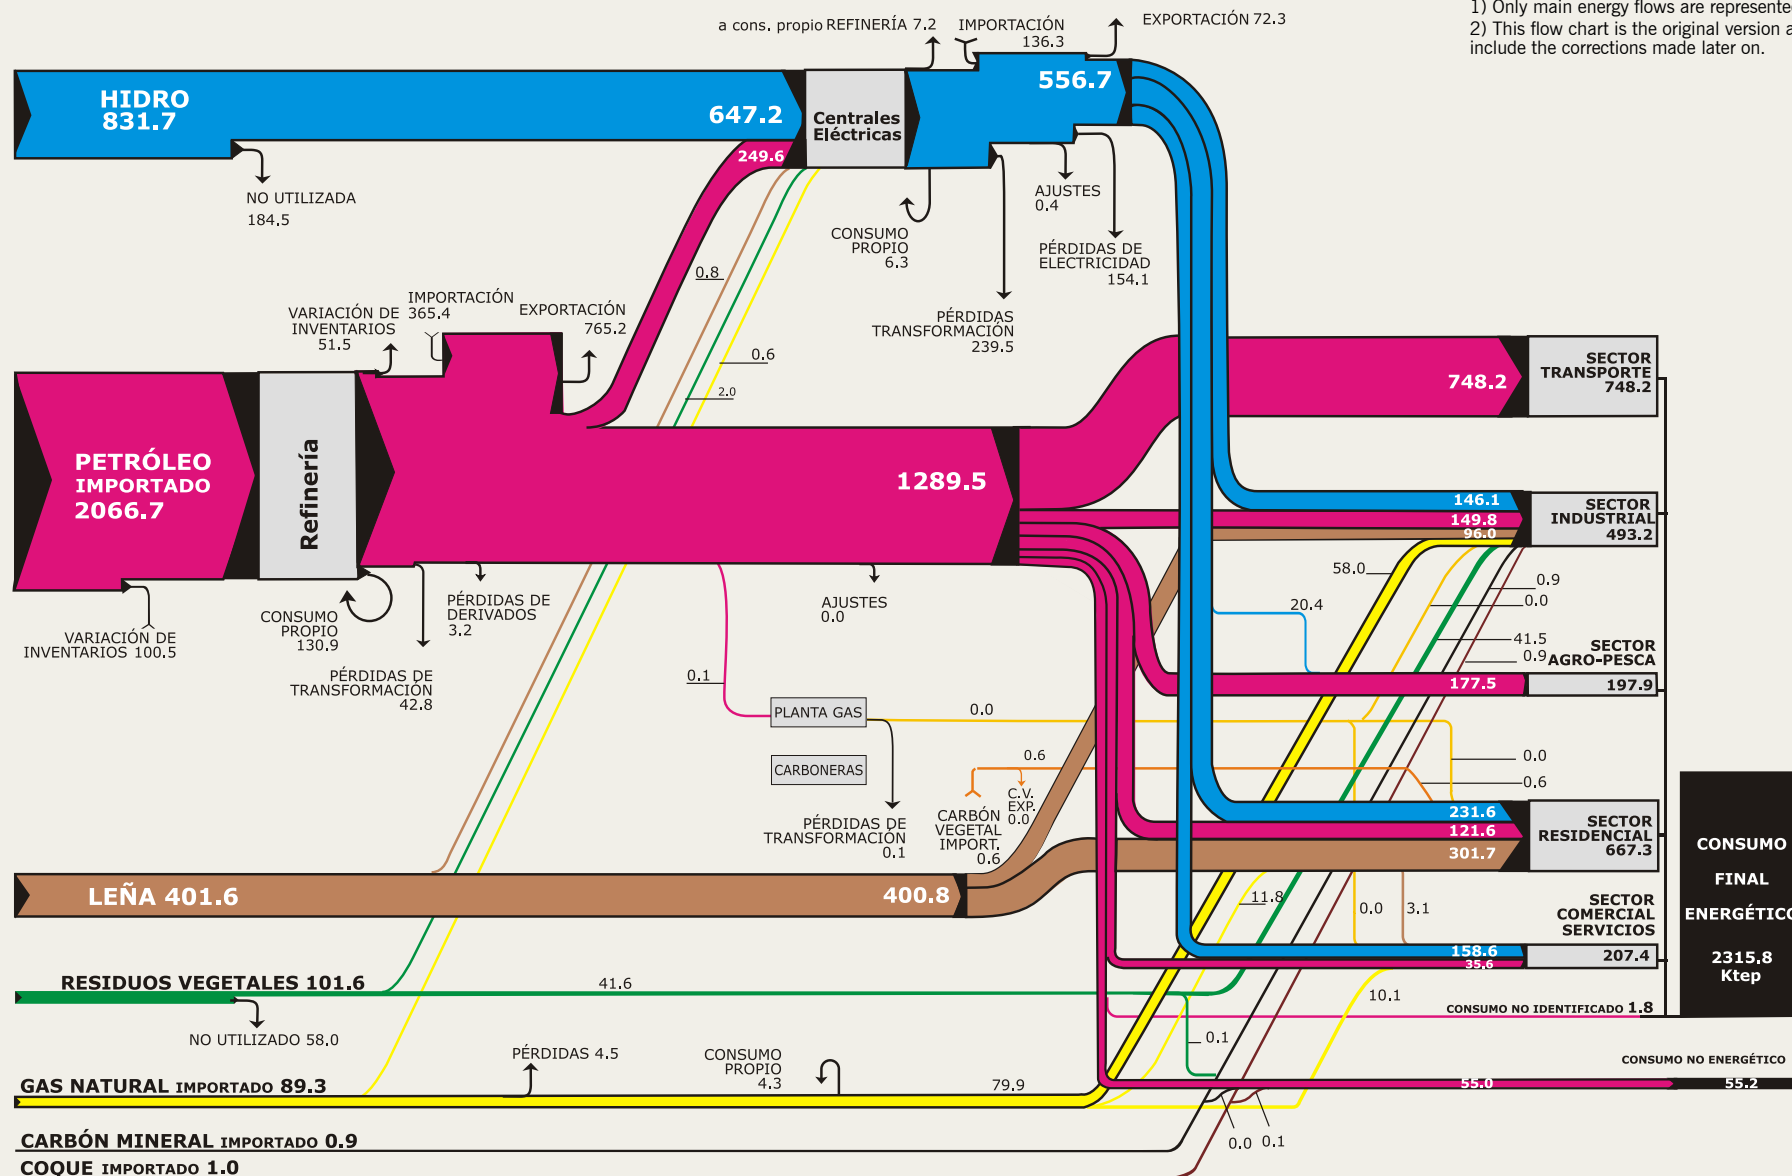 1) Only main energy flows are represente
2) This flow chart is the original version a
include the corrections made later on.
a cons. propio REFINERÍA 7.2
IMPORTACIÓN
136.3
EXPORTACIÓN 72.3
HIDRO
831.7
647.2
Centrales
Eléctricas
556.7
249.6
NO UTILIZADA
184.5
CONSUMO
PROPIO
6.3
AJUSTES
0.4
PÉRDIDAS DE
ELECTRICIDAD
154.1
PÉRDIDAS
TRANSFORMACIÓN
239.5
0.8
0.6
2.0
VARIACIÓN DE
INVENTARIOS
51.5
IMPORTACIÓN
365.4
EXPORTACIÓN
765.2
PETRÓLEO
IMPORTADO
2066.7
Refinería
1289.5
748.2
SECTOR
TRANSPORTE
748.2
146.1
149.8
96.0
SECTOR
INDUSTRIAL
493.2
VARIACIÓN DE
INVENTARIOS 100.5
CONSUMO
PROPIO
130.9
PÉRDIDAS DE
TRANSFORMACIÓN
42.8
PÉRDIDAS DE
DERIVADOS
3.2
AJUSTES
0.0
58.0
20.4
0.9
0.0
41.5
0.9
SECTOR
AGRO-PESCA
177.5
197.9
0.1
PLANTA GAS
0.0
CARBONERAS
PÉRDIDAS DE
TRANSFORMACIÓN
0.1
0.6
C.V.
EXP.
0.0
CARBÓN
VEGETAL
IMPORT.
0.6
0.0
0.6
231.6
121.6
301.7
SECTOR
RESIDENCIAL
667.3
LEÑA 401.6
400.8
11.8
0.0
3.1
SECTOR
COMERCIAL
SERVICIOS
158.6
35.6
207.4
CONSUMO
FINAL
ENERGÉTICO
2315.8
Ktep
RESIDUOS VEGETALES 101.6
41.6
10.1
CONSUMO NO IDENTIFICADO 1.8
NO UTILIZADO 58.0
0.1
PÉRDIDAS 4.5
CONSUMO
PROPIO
4.3
GAS NATURAL IMPORTADO 89.3
79.9
CONSUMO NO ENERGÉTICO
55.0
55.2
CARBÓN MINERAL IMPORTADO 0.9
0.0
0.1
COQUE IMPORTADO 1.0